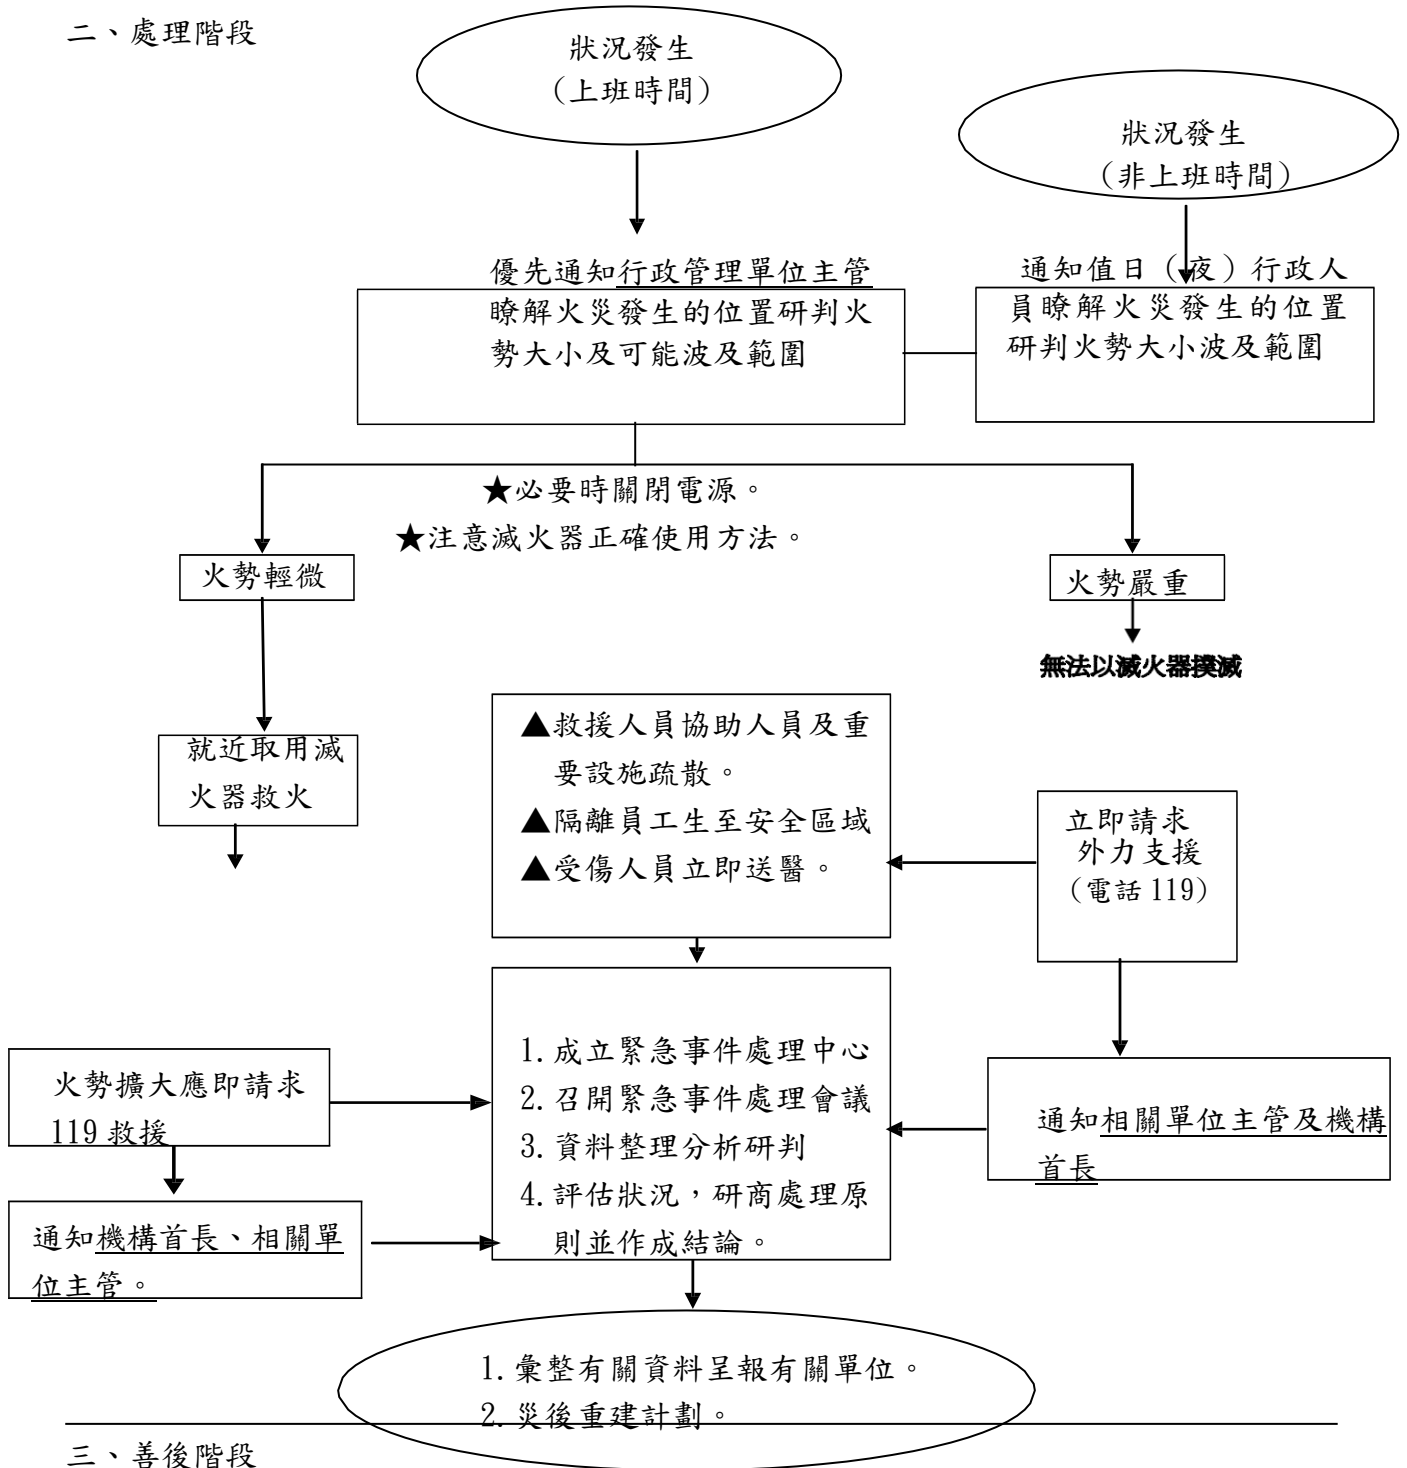 二、處理階段
狀況發生
(上班時間)
狀況發生
(非上班時間)
優先通知行政管理單位主管
瞭解火災發生的位置研判火
勢大小及可能波及範圍
通知值日(夜)行政人
員瞭解火災發生的位置
研判火勢大小波及範圍
★必要時關閉電源。
★注意滅火器正確使用方法。
火勢輕微
火勢嚴重
無法以滅火器撲滅
就近取用滅
火器救火
▲救援人員協助人員及重
要設施疏散。
▲隔離員工生至安全區域
▲受傷人員立即送醫。
立即請求
外力支援
(電話 119)
1.成立緊急事件處理中心
2.召開緊急事件處理會議
3.資料整理分析研判
4.評估狀況，研商處理原
則並作成結論。
火勢擴大應即請求
119 救援
通知相關單位主管及機構
首長
通知機構首長、相關單
位主管。
1.彙整有關資料呈報有關單位。
2.災後重建計劃。
三、善後階段